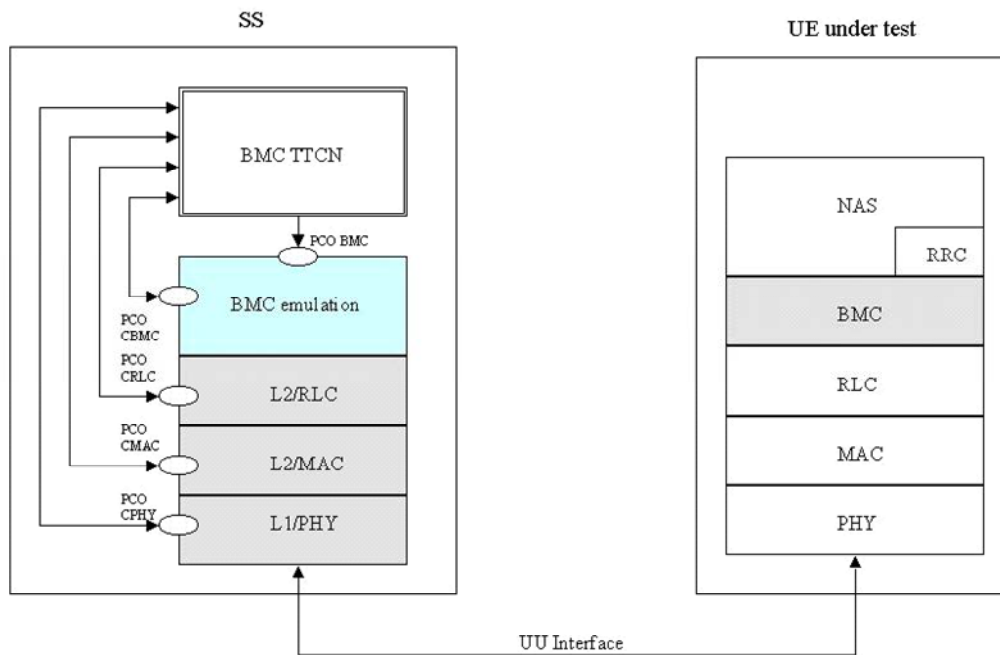 SS
UE under test
BMC TTCN
PCO BMC
BMC emulation
PCO
CBMC
PCO
CRLC
L2/RLC
PCO
CMAC
L2/MAC
PCO
CPHY
L1/PHY
NAS
RRC
BMC
RLC
MAC
PHY
UU Interface